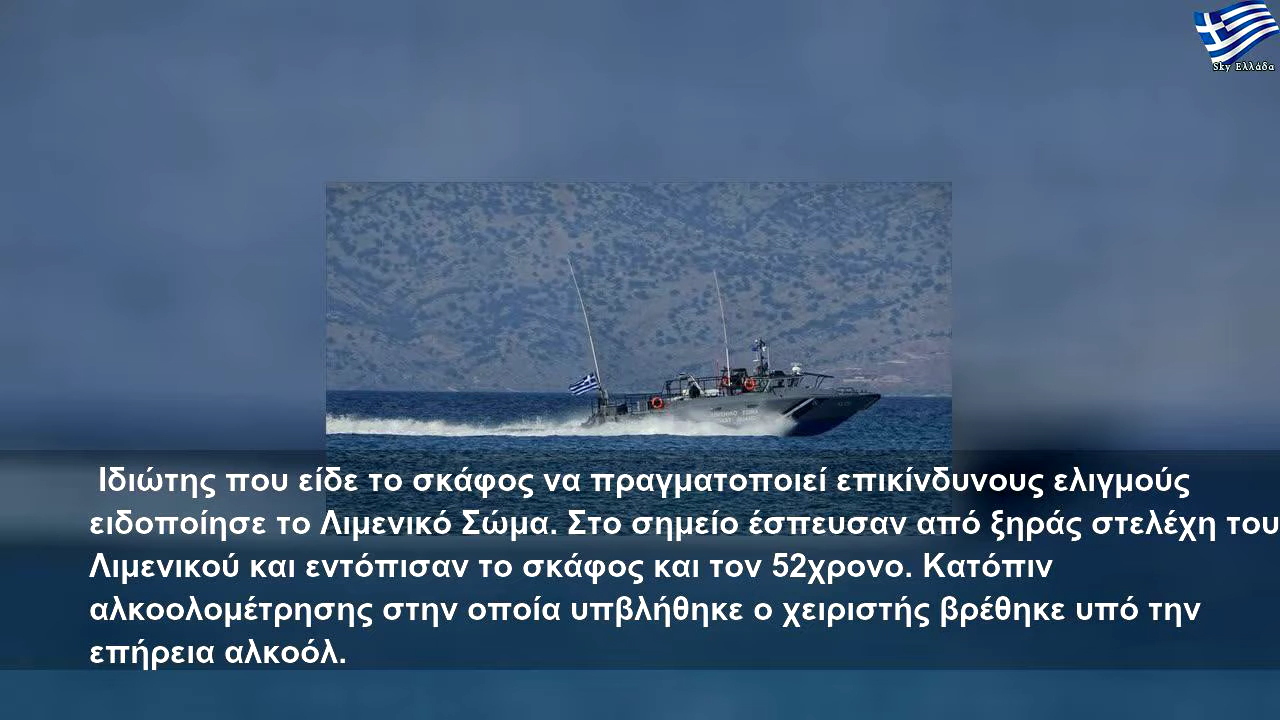 Sky Ελλάδα
Ιδιώτης που είδε το σκάφος να πραγματοποιεί επικίνδυνους ελιγμούς
ειδοποίησε το Λιμενικό Σώμα. Στο σημείο έσπευσαν από ξηράς στελέχη του
Λιμενικού και εντόπισαν το σκάφος και τον 52χρονο. Κατόπιν
αλκοολομέτρησης στην οποία υπβλήθηκε ο χειριστής βρέθηκε υπό την
επήρεια αλκοόλ.